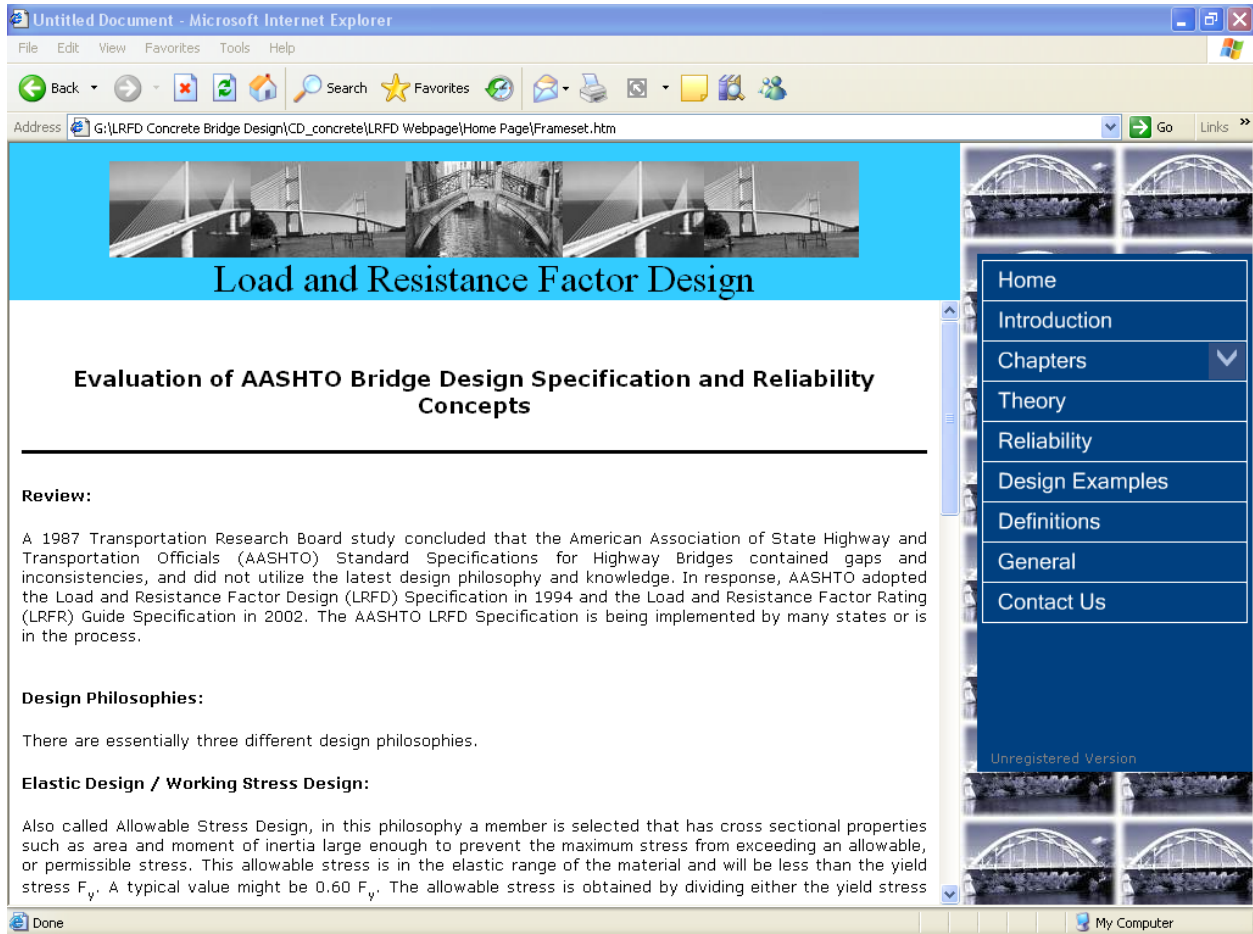 Untitled Document - Microsoft Internet Explorer
File Edit View Favorites Tools Help
Back Search Favorites
Address G:\LRFD Concrete Bridge Design\CD_concrete\LRFD Webpage\Home Page\Frameset.htm Go Links »
Load and Resistance Factor Design
Evaluation of AASHTO Bridge Design Specification and Reliability
Concepts
Review:
A 1987 Transportation Research Board study concluded that the American Association of State Highway and
Transportation Officials (AASHTO) Standard Specifications for Highway Bridges contained gaps and
inconsistencies, and did not utilize the latest design philosophy and knowledge. In response, AASHTO adopted
the Load and Resistance Factor Design (LRFD) Specification in 1994 and the Load and Resistance Factor Rating
(LRFR) Guide Specification in 2002. The AASHTO LRFD Specification is being implemented by many states or is
in the process.
Design Philosophies:
There are essentially three different design philosophies.
Elastic Design / Working Stress Design:
Also called Allowable Stress Design, in this philosophy a member is selected that has cross sectional properties
such as area and moment of inertia large enough to prevent the maximum stress from exceeding an allowable,
or permissible stress. This allowable stress is in the elastic range of the material and will be less than the yield
stress Fy. A typical value might be 0.60 Fy. The allowable stress is obtained by dividing either the yield stress
Home
Introduction
Chapters
Theory
Reliability
Design Examples
Definitions
General
Contact Us
Unregistered Version
Done My Computer